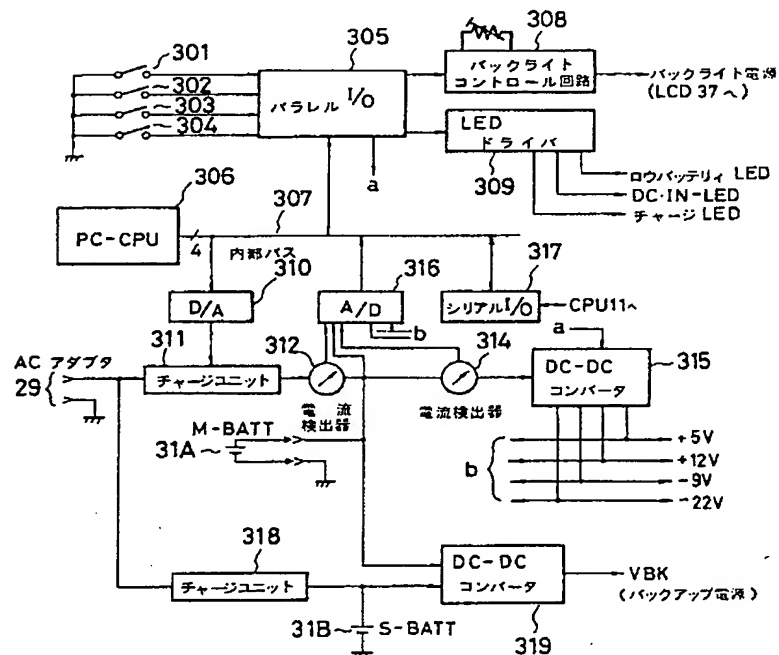 301
302
303
304
305
パラレル I/O
308
バックライト
コントロール回路
バックライト電源
(LCD 37へ)
LED
ドライバ
309
a
ロウバッテリィ LED
DC・IN-LED
チャージ LED
306
PC-CPU
4
307
内部バス
310
D/A
316
A/D
b
317
シリアル I/O
CPU11へ
311
チャージユニット
312
電流
検出器
314
電流検出器
a
315
DC-DC
コンバータ
AC アダプタ
29
M-BATT
31A
b
+5V
+12V
-9V
-22V
318
チャージユニット
31B
S-BATT
DC-DC
コンバータ
319
VBK
(バックアップ電源)